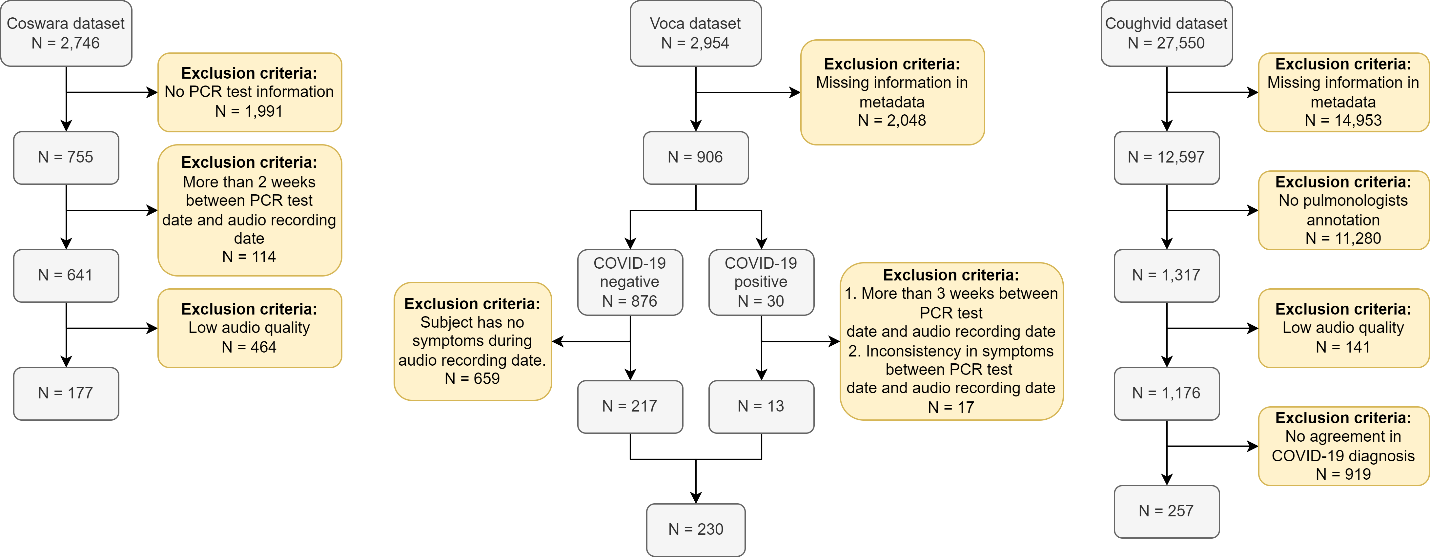 Coswara dataset
N = 2,746
Exclusion criteria:
No PCR test information
N = 1,991
N = 755
Exclusion criteria:
More than 2 weeks
between PCR test
date and audio recording
date
N = 114
N = 641
Exclusion criteria:
Low audio quality
N = 464
N = 177
Voca dataset
N = 2,954
Exclusion criteria:
Missing information in
metadata
N = 2,048
N = 906
COVID-19
negative
N = 876
COVID-19
positive
N = 30
Exclusion criteria:
Subject has no
symptoms during
audio recording date.
N = 659
Exclusion criteria:
1. More than 3 weeks between
PCR test
date and audio recording date
2. Inconsistency in symptoms
between PCR test
date and audio recording date
N = 17
N = 217
N = 13
N = 230
Coughvid dataset
N = 27,550
Exclusion criteria:
Missing information in
metadata
N = 14,953
N = 12,597
Exclusion criteria:
No pulmonologists
annotation
N = 11,280
N = 1,317
Exclusion criteria:
Low audio quality
N = 141
N = 1,176
Exclusion criteria:
No agreement in
COVID-19 diagnosis
N = 919
N = 257